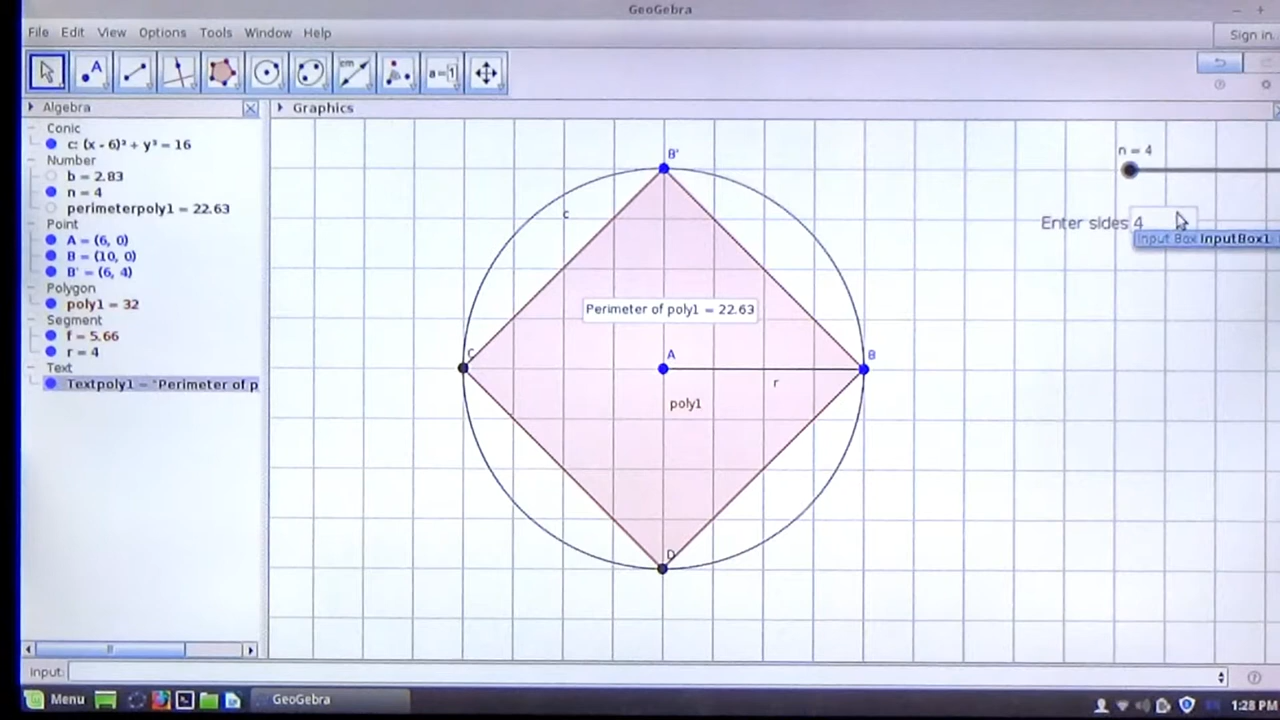 GeoGebra
File Edit View Options Tools Window Help
Sign in.
A
cm
a=1
Algebra
Graphics
Conic
c: (x - 6)² + y² = 16
Number
b = 2.83
n = 4
perimeterpoly1 = 22.63
Point
A = (6, 0)
B = (10, 0)
B' = (6, 4)
Polygon
poly1 = 32
Segment
f = 5.66
r = 4
Text
Textpoly1 = "Perimeter of p
B'
n = 4
c
Enter sides 4
Input Box InputBox1
Perimeter of poly1 = 22.63
C
A
B
r
poly1
D
Input:
Menu
GeoGebra
1:28 PM